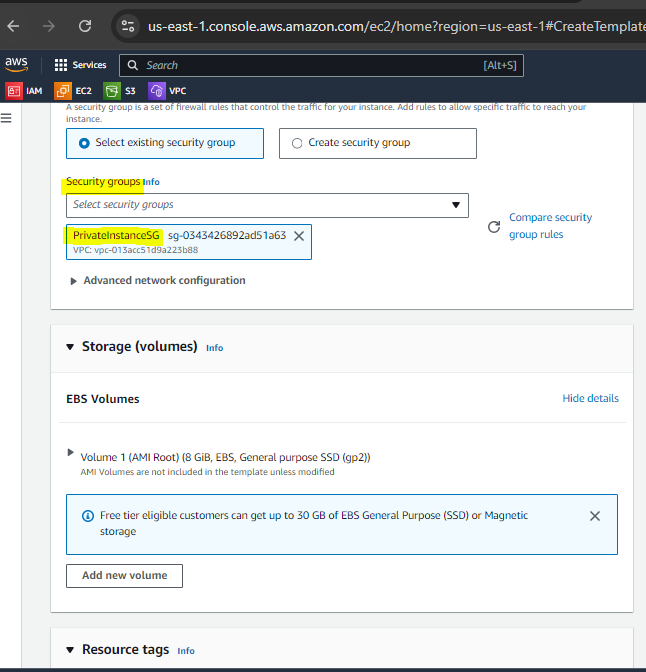 us-east-1.console.aws.amazon.com/ec2/home?region=us-east-1#CreateTemplate
aws
Services
Search
[Alt+S]
IAM
EC2
S3
VPC
A security group is a set of firewall rules that control the traffic for your instance. Add rules to allow specific traffic to reach your
instance.
Select existing security group
Create security group
Security groups Info
Select security groups
PrivateInstanceSG sg-0343426892ad51a63
VPC: vpc-013acc51d9a223b88
Compare security
group rules
Advanced network configuration
Storage (volumes) Info
EBS Volumes
Hide details
Volume 1 (AMI Root) (8 GiB, EBS, General purpose SSD (gp2))
AMI Volumes are not included in the template unless modified
Free tier eligible customers can get up to 30 GB of EBS General Purpose (SSD) or Magnetic
storage
Add new volume
Resource tags Info